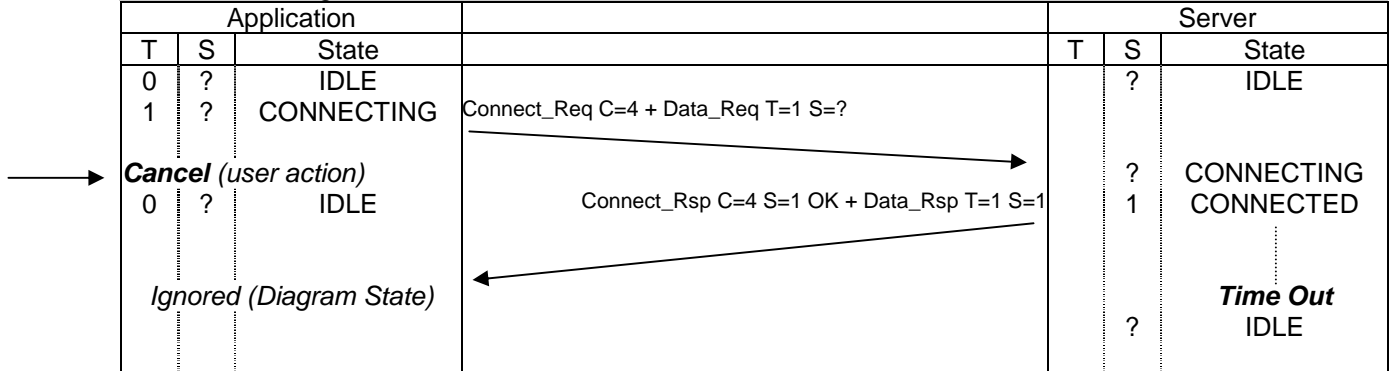 Application Server
T S State T S State
0 ? IDLE ? IDLE
1 ? CONNECTING Connect_Req C=4 + Data_Req T=1 S=?
Cancel (user action) ? CONNECTING
0 ? IDLE Connect_Rsp C=4 S=1 OK + Data_Rsp T=1 S=1 1 CONNECTED
Ignored (Diagram State) Time Out
? IDLE